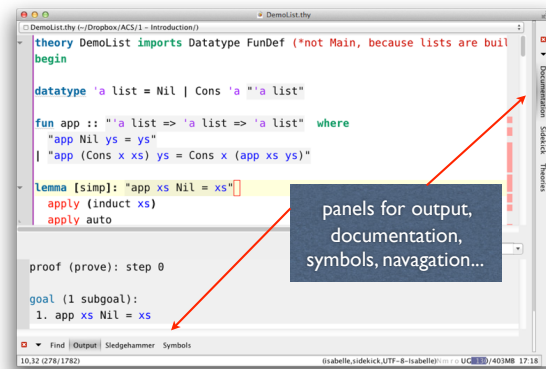 DemoList.thy
DemoList.thy (~/Dropbox/ACS/1 – Introduction/)
theory DemoList imports Datatype FunDef (*not Main, because lists are buil
begin
datatype 'a list = Nil | Cons 'a "'a list"
fun app :: "'a list => 'a list => 'a list" where
"app Nil ys = ys"
| "app (Cons x xs) ys = Cons x (app xs ys)"
lemma [simp]: "app xs Nil = xs"
apply (induct xs)
apply auto
Documentation Sidekick Theories
panels for output,
documentation,
symbols, navagation...
proof (prove): step 0
goal (1 subgoal):
1. app xs Nil = xs
Find Output Sledgehammer Symbols
10,32 (278/1782) (isabelle,sidekick,UTF-8-Isabelle)Nmro UG /403MB 17:18